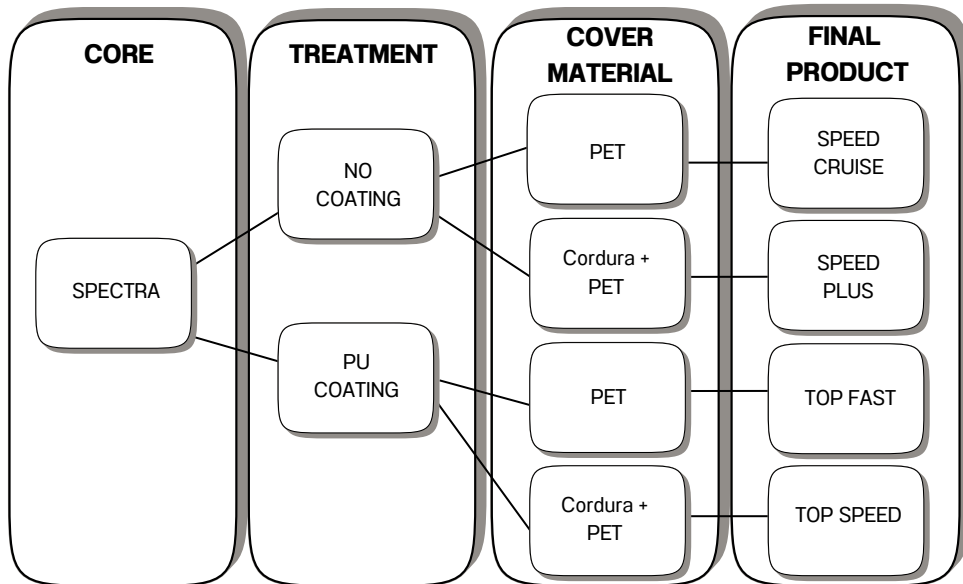 CORE
TREATMENT
COVER
MATERIAL
FINAL
PRODUCT
SPECTRA
NO
COATING
PU
COATING
PET
Cordura +
PET
PET
Cordura +
PET
SPEED
CRUISE
SPEED
PLUS
TOP FAST
TOP SPEED